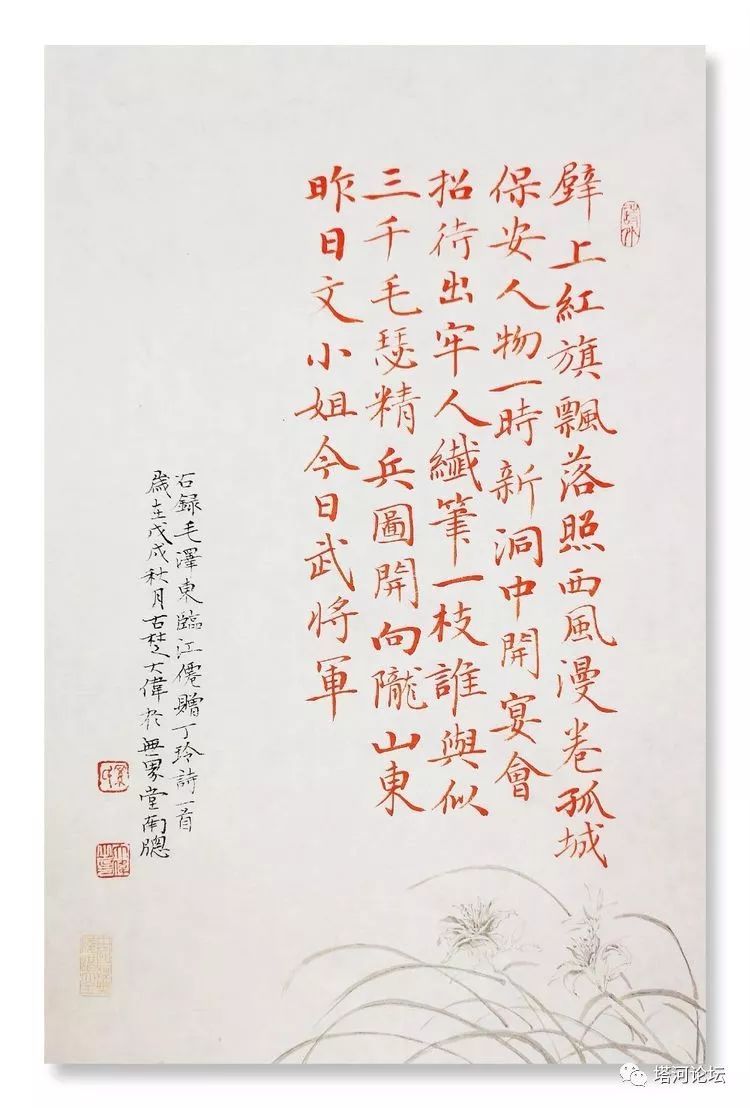 壁上紅旗飄落照西風漫卷孤城
保安人物一時新洞中開宴會
招待出牢人纖筆一枝誰與似
三千毛瑟精兵圖開向隴山東
昨日文小姐今日武將軍
右錄毛澤東臨江僊贈丁玲詩一首
歲在戊戌秋月古楚大偉於無堂南牕
塔河论坛